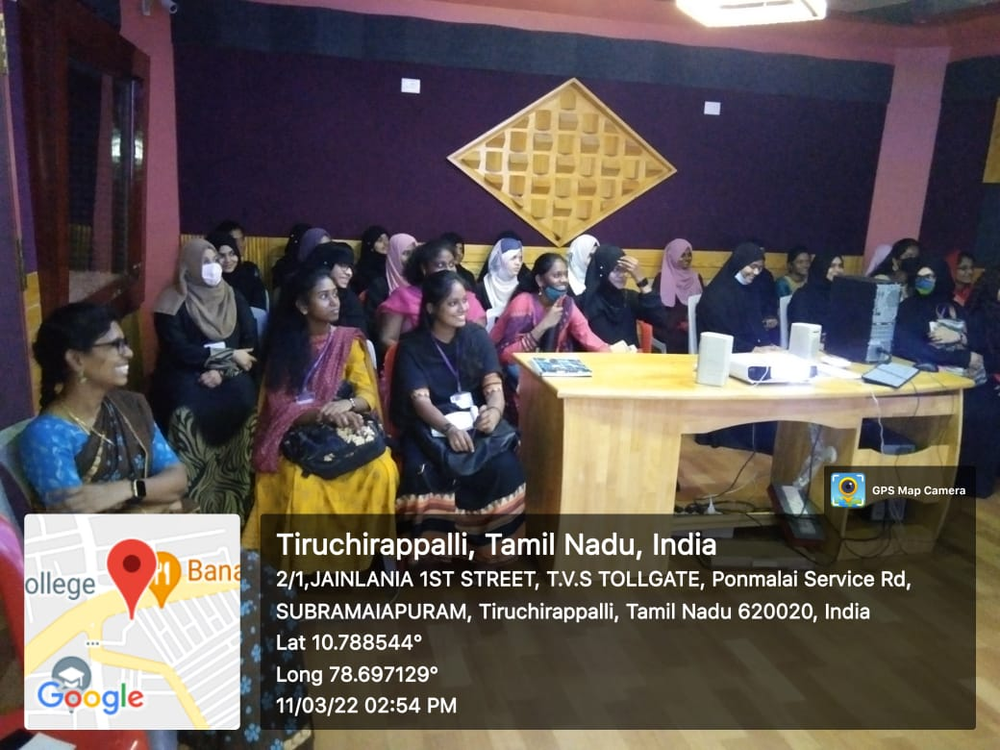 GPS Map Camera
Tiruchirappalli, Tamil Nadu, India
2/1,JAINLANIA 1ST STREET, T.V.S TOLLGATE, Ponmalai Service Rd,
SUBRAMAIAPURAM, Tiruchirappalli, Tamil Nadu 620020, India
Lat 10.788544°
Long 78.697129°
11/03/22 02:54 PM
ollege
Bana
...
Google